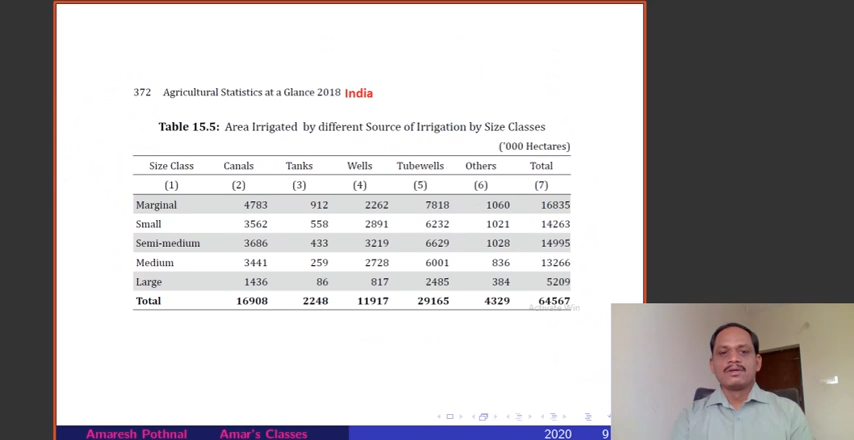 372 Agricultural Statistics at a Glance 2018 India
Table 15.5: Area Irrigated by different Source of Irrigation by Size Classes
('000 Hectares)
Size Class Canals Tanks Wells Tubewells Others Total
(1) (2) (3) (4) (5) (6) (7)
Marginal 4783 912 2262 7818 1060 16835
Small 3562 558 2891 6232 1021 14263
Semi-medium 3686 433 3219 6629 1028 14995
Medium 3441 259 2728 6001 836 13266
Large 1436 86 817 2485 384 5209
Total 16908 2248 11917 29165 4329 64567
Activate Win
Amaresh Pothnal Amar's Classes 2020 9